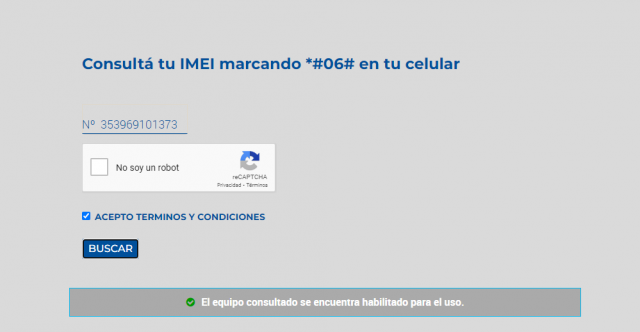 Consultá tu IMEI marcando *#06# en tu celular
Nº 353969101373
No soy un robot
reCAPTCHA
Privacidad - Términos
ACEPTO TERMINOS Y CONDICIONES
BUSCAR
El equipo consultado se encuentra habilitado para el uso.